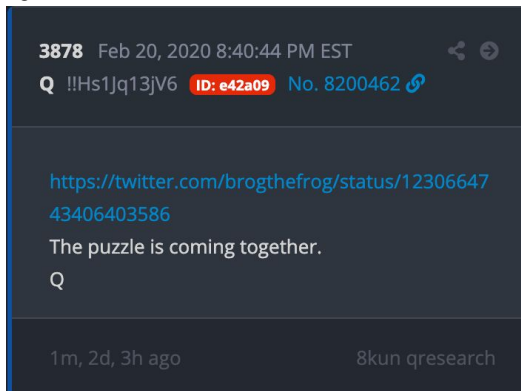 3878 Feb 20, 2020 8:40:44 PM EST
Q !!Hs1Jq13jV6 ID: e42a09 No. 8200462
https://twitter.com/brogthefrog/status/12306647
43406403586
The puzzle is coming together.
Q
1m, 2d, 3h ago 8kun qresearch